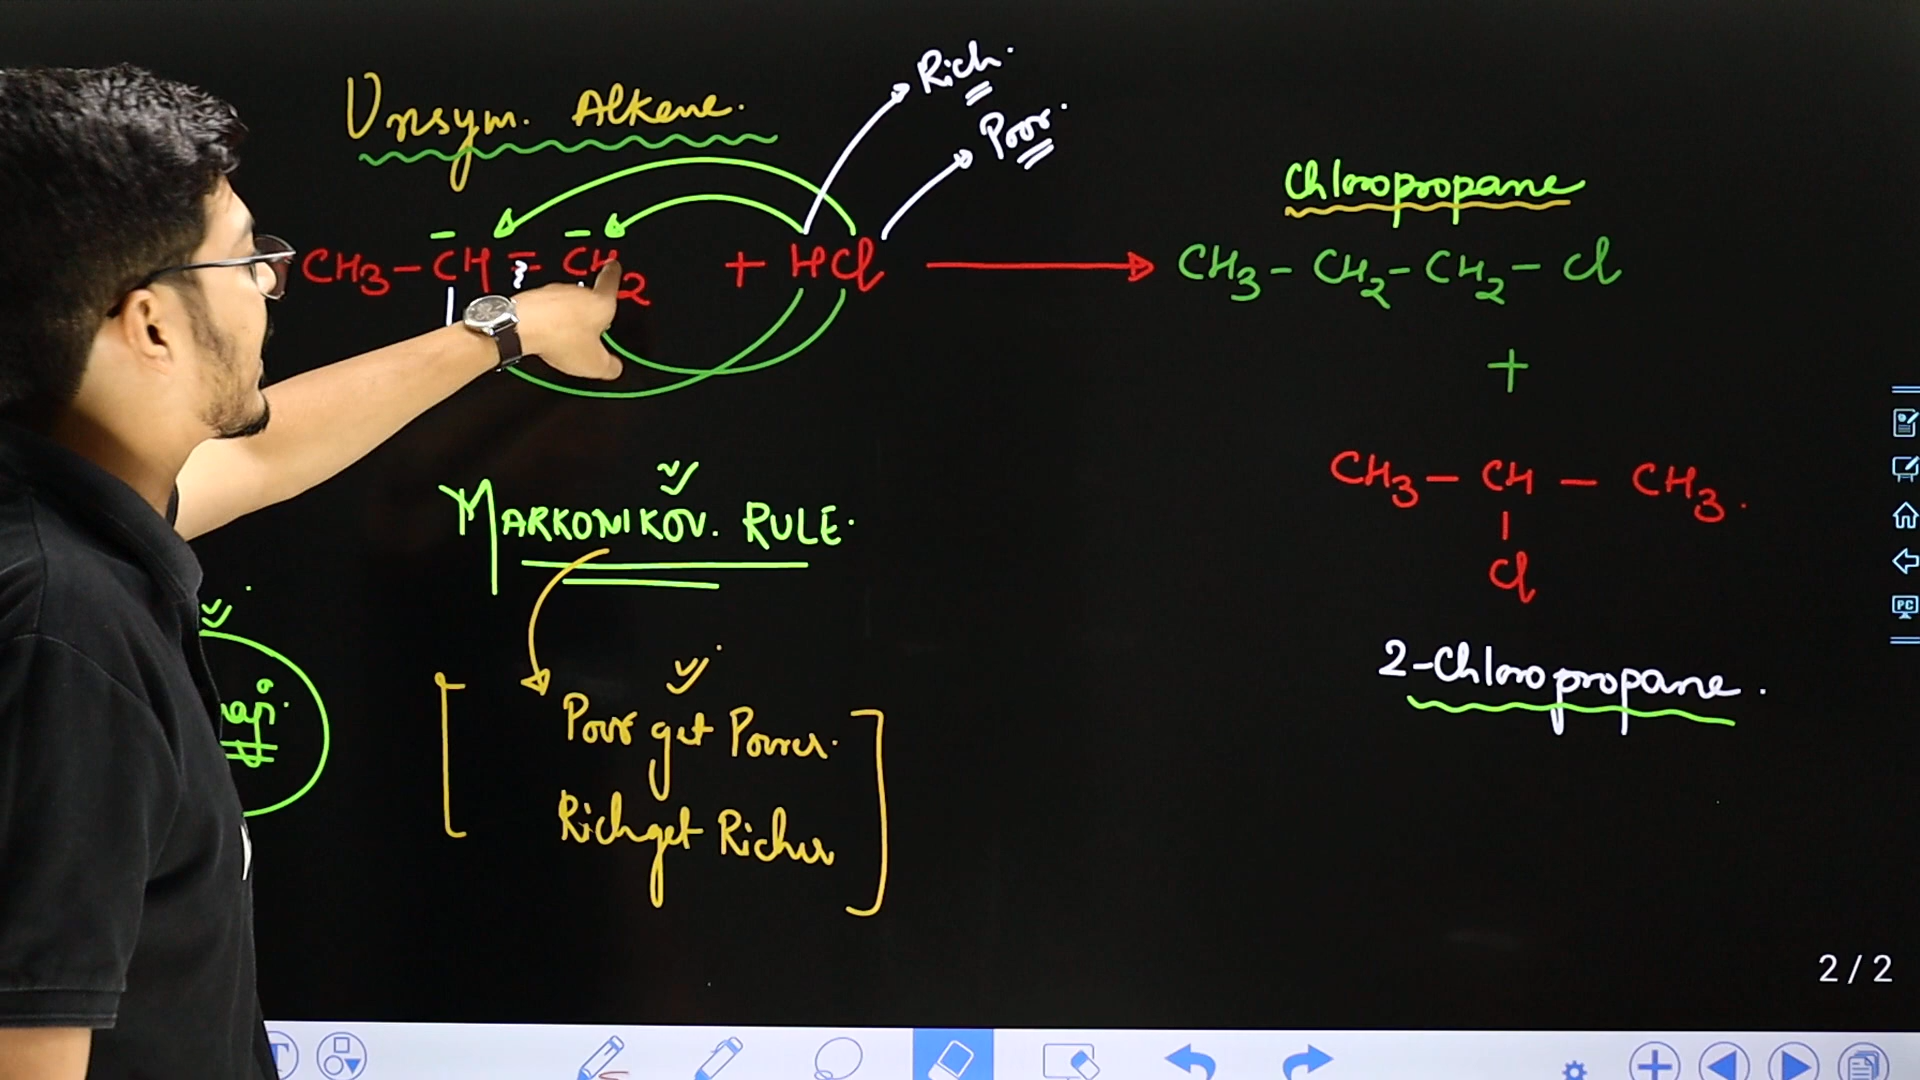 Unsym. Alkene.
Rich.
Poor.
CH3 – CH = CH2 + HCl
Chloropropane
CH3 – CH2 – CH2 – Cl
+
CH3 – CH – CH3.
Cl
2-Chloropropane.
MARKONIKOV. RULE.
Poor get Poorer.
Rich get Richer
2 / 2
PC
T